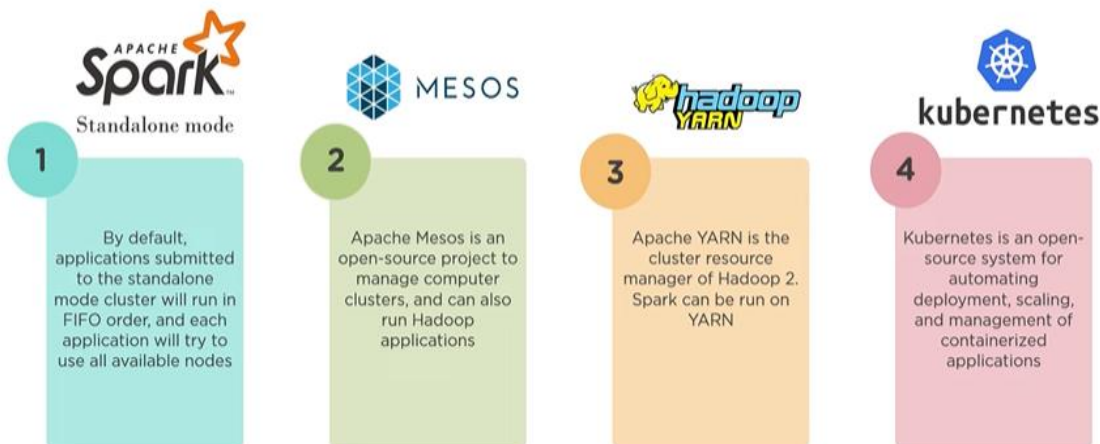 APACHE
Spark
TM
Standalone mode
1
By default,
applications submitted
to the standalone
mode cluster will run in
FIFO order, and each
application will try to
use all available nodes
MESOS
2
Apache Mesos is an
open-source project to
manage computer
clusters, and can also
run Hadoop
applications
hadoop
YARN
3
Apache YARN is the
cluster resource
manager of Hadoop 2.
Spark can be run on
YARN
kubernetes
4
Kubernetes is an open-
source system for
automating
deployment, scaling,
and management of
containerized
applications